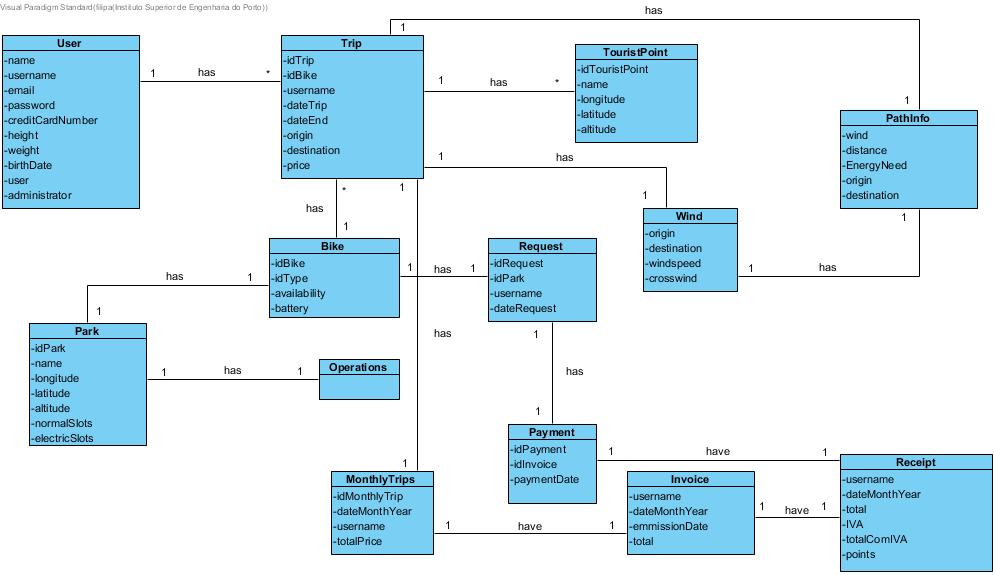 Visual Paradigm Standard(filipa(Instituto Superior de Engenharia do Porto))
has
1
1
User
-name
-username
-email
-password
-creditCardNumber
-height
-weight
-birthDate
-user
-administrator
1
has
*
Trip
-idTrip
-idBike
-username
-dateTrip
-dateEnd
-origin
-destination
-price
1
has
*
TouristPoint
-idTouristPoint
-name
-longitude
-latitude
-altitude
PathInfo
-wind
-distance
-EnergyNeed
-origin
-destination
1
has
1
Wind
-origin
-destination
-windspeed
-crosswind
1
has
1
*
has
1
1
has
1
Bike
-idBike
-idType
-availability
-battery
1
has
1
Request
-idRequest
-idPark
-username
-dateRequest
1
has
1
Park
-idPark
-name
-longitude
-latitude
-altitude
-normalSlots
-electricSlots
1
has
1
Operations
1
has
1
Payment
-idPayment
-idInvoice
-paymentDate
1
have
1
MonthlyTrips
-idMonthlyTrip
-dateMonthYear
-username
-totalPrice
1
have
1
Invoice
-username
-dateMonthYear
-emmissionDate
-total
1
have
1
Receipt
-username
-dateMonthYear
-total
-IVA
-totalComIVA
-points